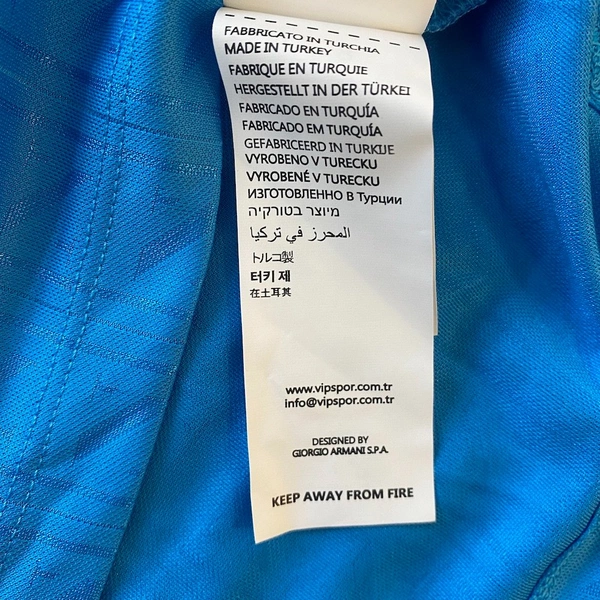 FABBRICATO IN TURCHIA
MADE IN TURKEY
FABRIQUE EN TURQUIE
HERGESTELLT IN DER TÜRKEI
FABRICADO EN TURQUÍA
FABRICADO EM TURQUÍA
GEFABRICEERD IN TURKIJE
VYROBENO V TURECKU
VYROBENÉ V TURECKU
ИЗГОТОВЛЕННО В Турции
מיוצר בטורקיה
المحرز في تركيا
トルコ製
터키 제
在土耳其
www.vipspor.com.tr
info@vipspor.com.tr
DESIGNED BY
GIORGIO ARMANI S.P.A.
KEEP AWAY FROM FIRE